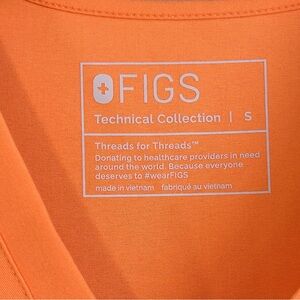 FIGS
Technical Collection | S
Threads for Threads™
Donating to healthcare providers in need
around the world. Because everyone
deserves to #wearFIGS
made in vietnam fabriqué au vietnam